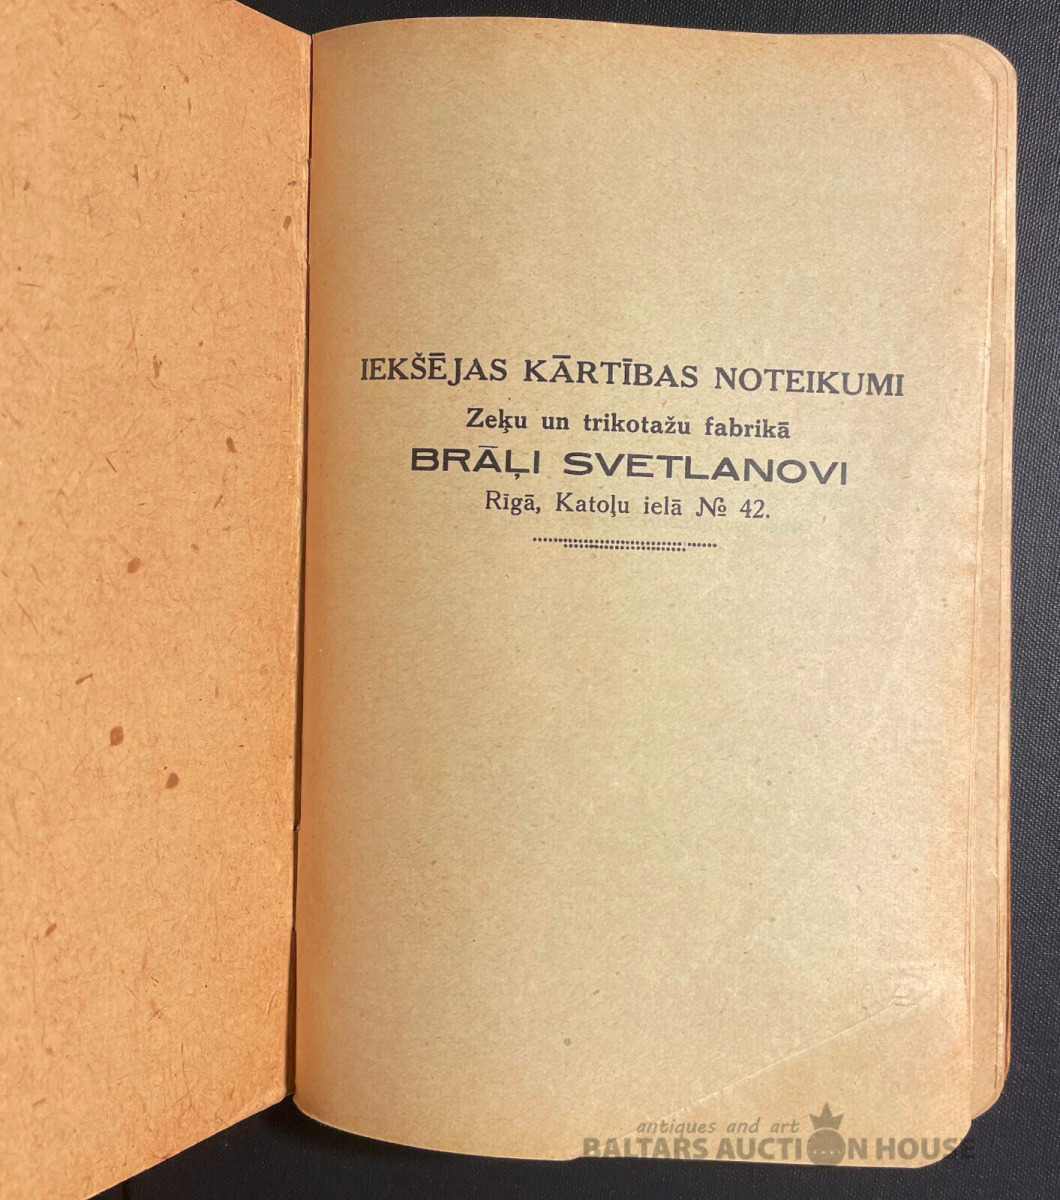 IEKŠĒJAS KĀRTĪBAS NOTEIKUMI
Zeķu un trikotažu fabrikā
BRĀĻI SVETLANOVI
Rīgā, Katoļu ielā № 42.
antiques and art
BALTARS AUCTION HOUSE